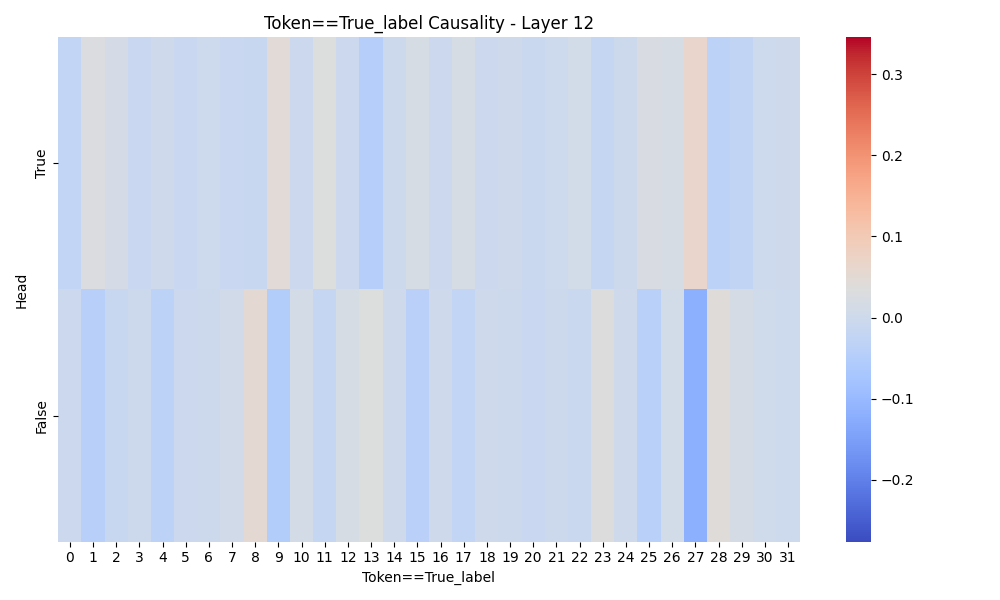 Token==True_label Causality - Layer 12
Head
True
False
0 1 2 3 4 5 6 7 8 9 10 11 12 13 14 15 16 17 18 19 20 21 22 23 24 25 26 27 28 29 30 31
Token==True_label
0.3
0.2
0.1
0.0
−0.1
−0.2